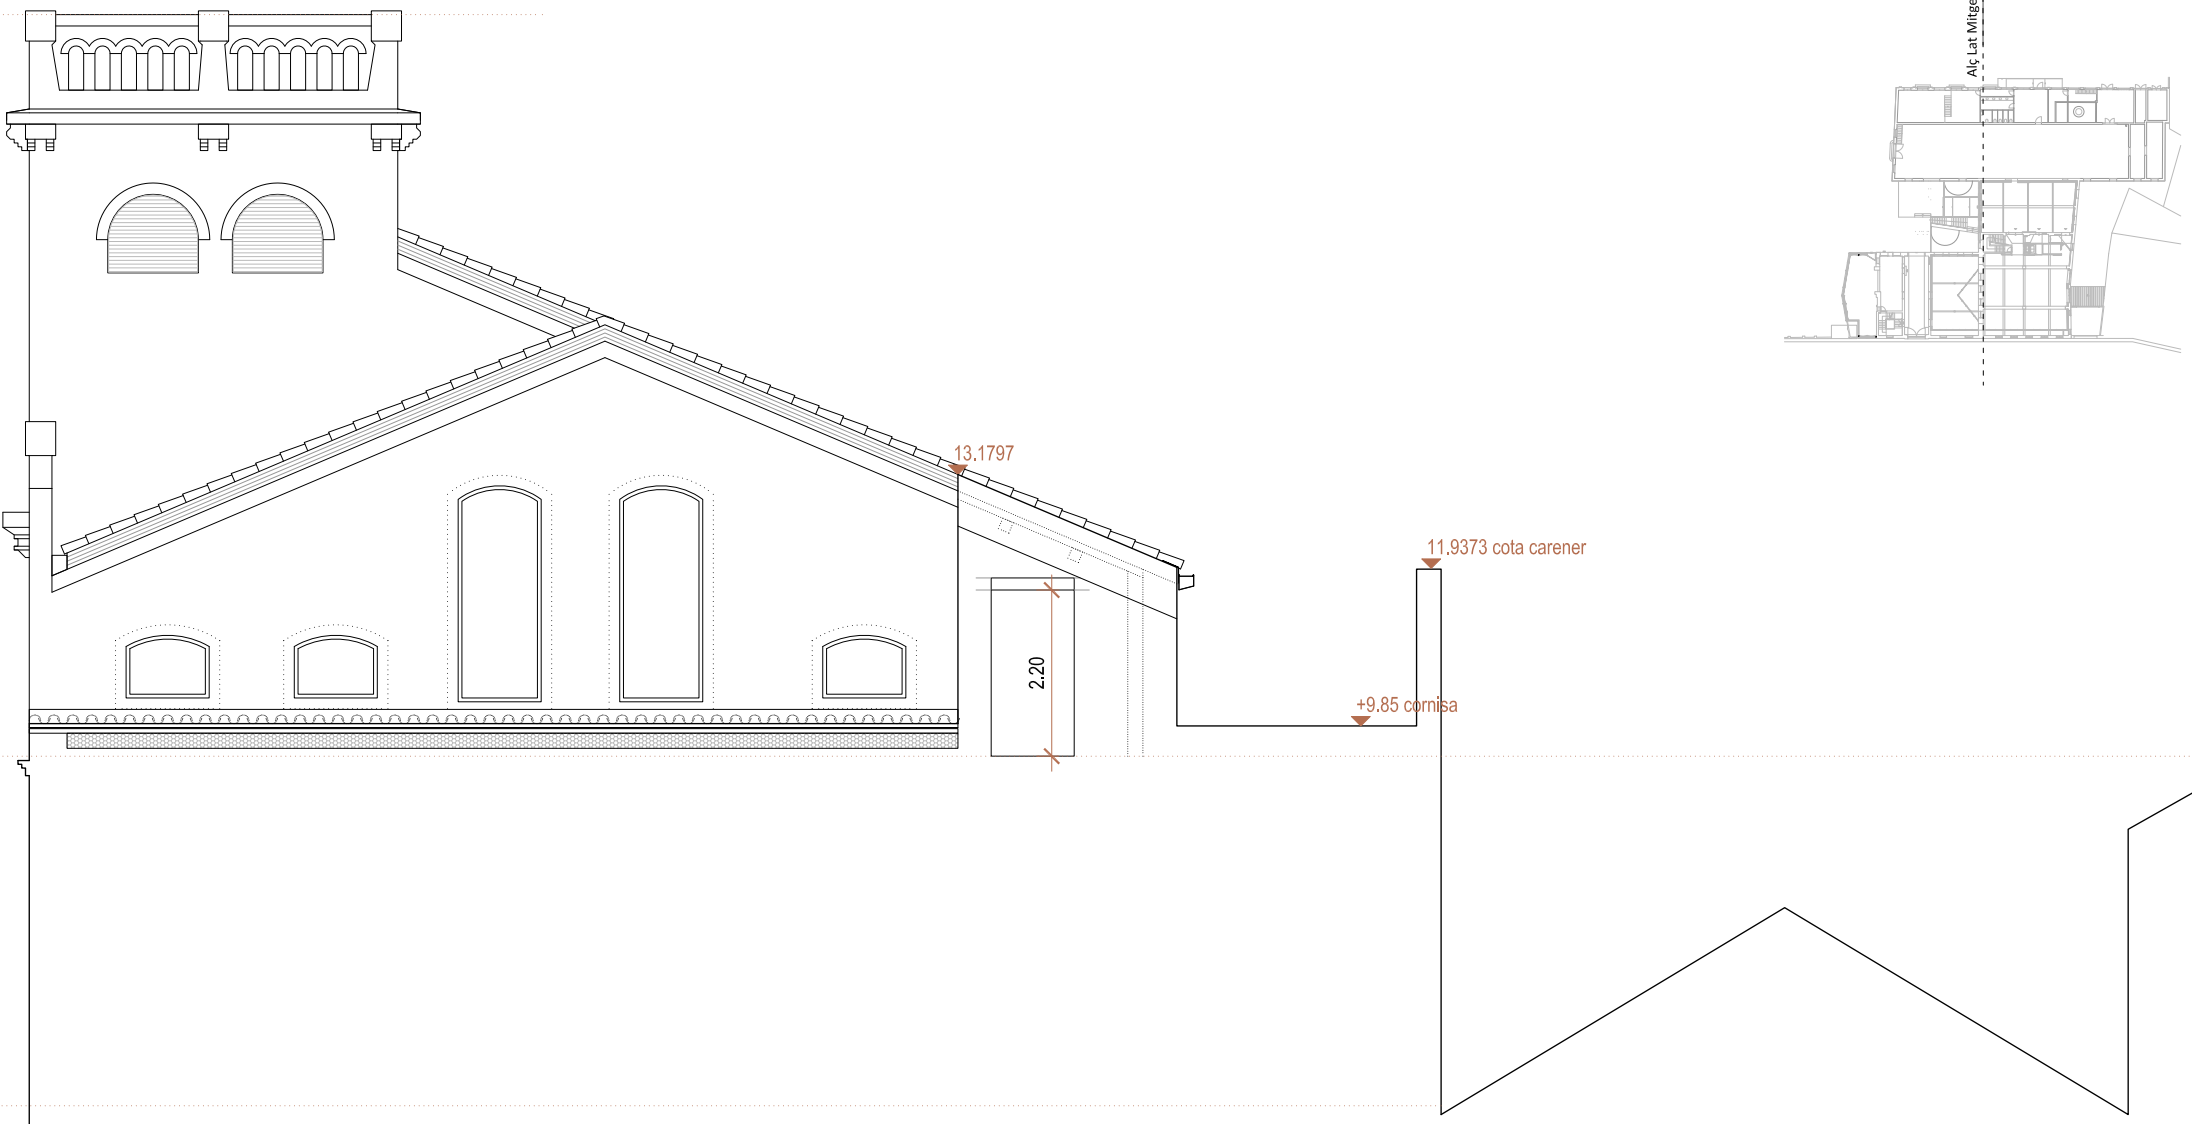 Alç Lat Mitge
13.1797
11.9373 cota carener
2.20
+9.85 cornisa